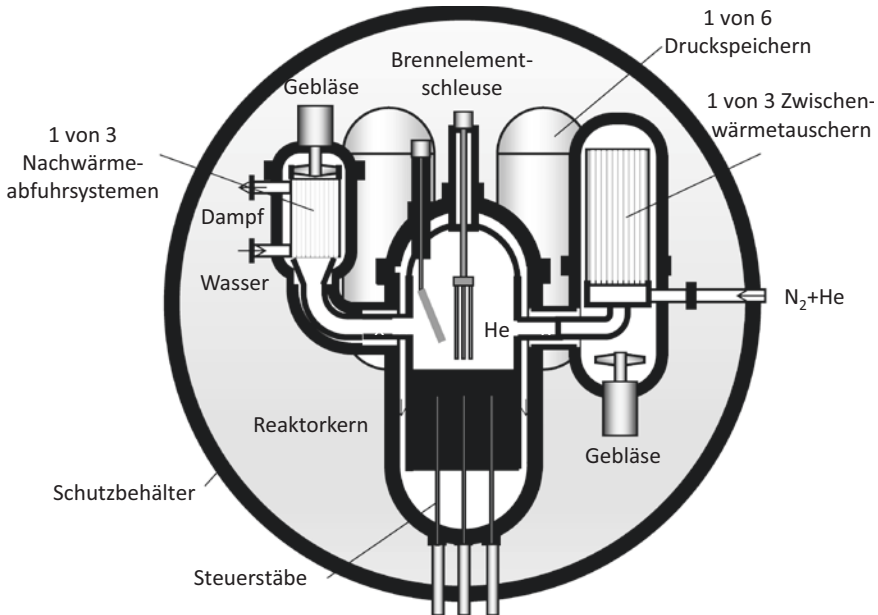 1 von 6
Druckspeichern
Brennelement-
schleuse
Gebläse
1 von 3 Zwischen-
wärmetauschern
1 von 3
Nachwärme-
abfuhrsystemen
Dampf
Wasser
N₂+He
He
Reaktorkern
Gebläse
Schutzbehälter
Steuerstäbe